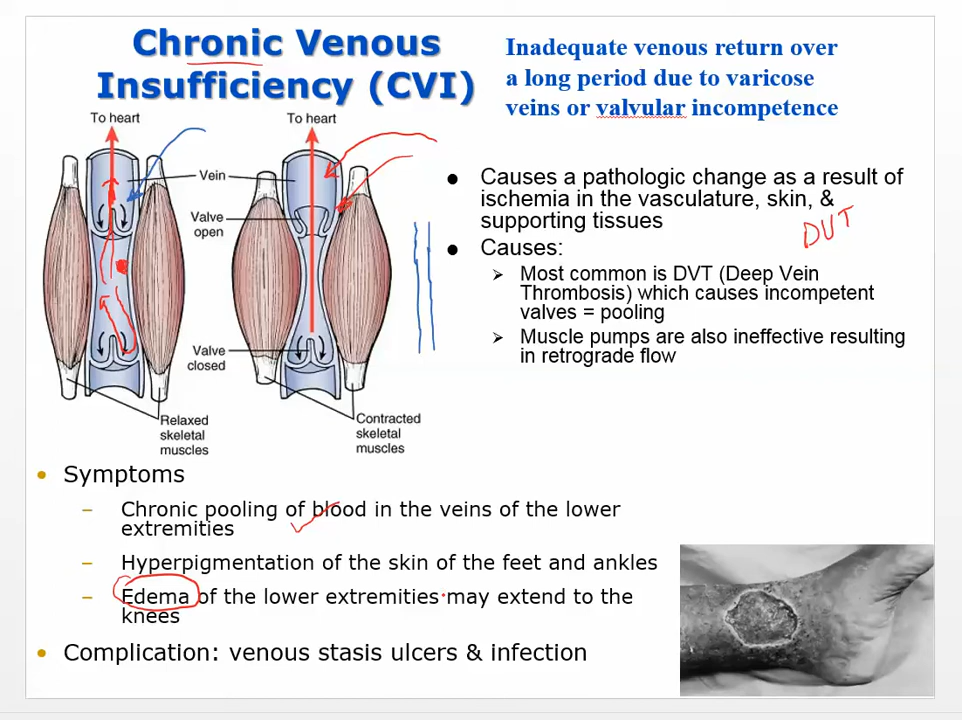 Chronic Venous
Insufficiency (CVI)
Inadequate venous return over
a long period due to varicose
veins or valvular incompetence
To heart
To heart
Vein
Valve
open
Valve
closed
Relaxed
skeletal
muscles
Contracted
skeletal
muscles
● Causes a pathologic change as a result of
ischemia in the vasculature, skin, &
supporting tissues
DVT
● Causes:
➢ Most common is DVT (Deep Vein
Thrombosis) which causes incompetent
valves = pooling
➢ Muscle pumps are also ineffective resulting
in retrograde flow
• Symptoms
– Chronic pooling of blood in the veins of the lower
extremities
– Hyperpigmentation of the skin of the feet and ankles
– Edema of the lower extremities may extend to the
knees
• Complication: venous stasis ulcers & infection